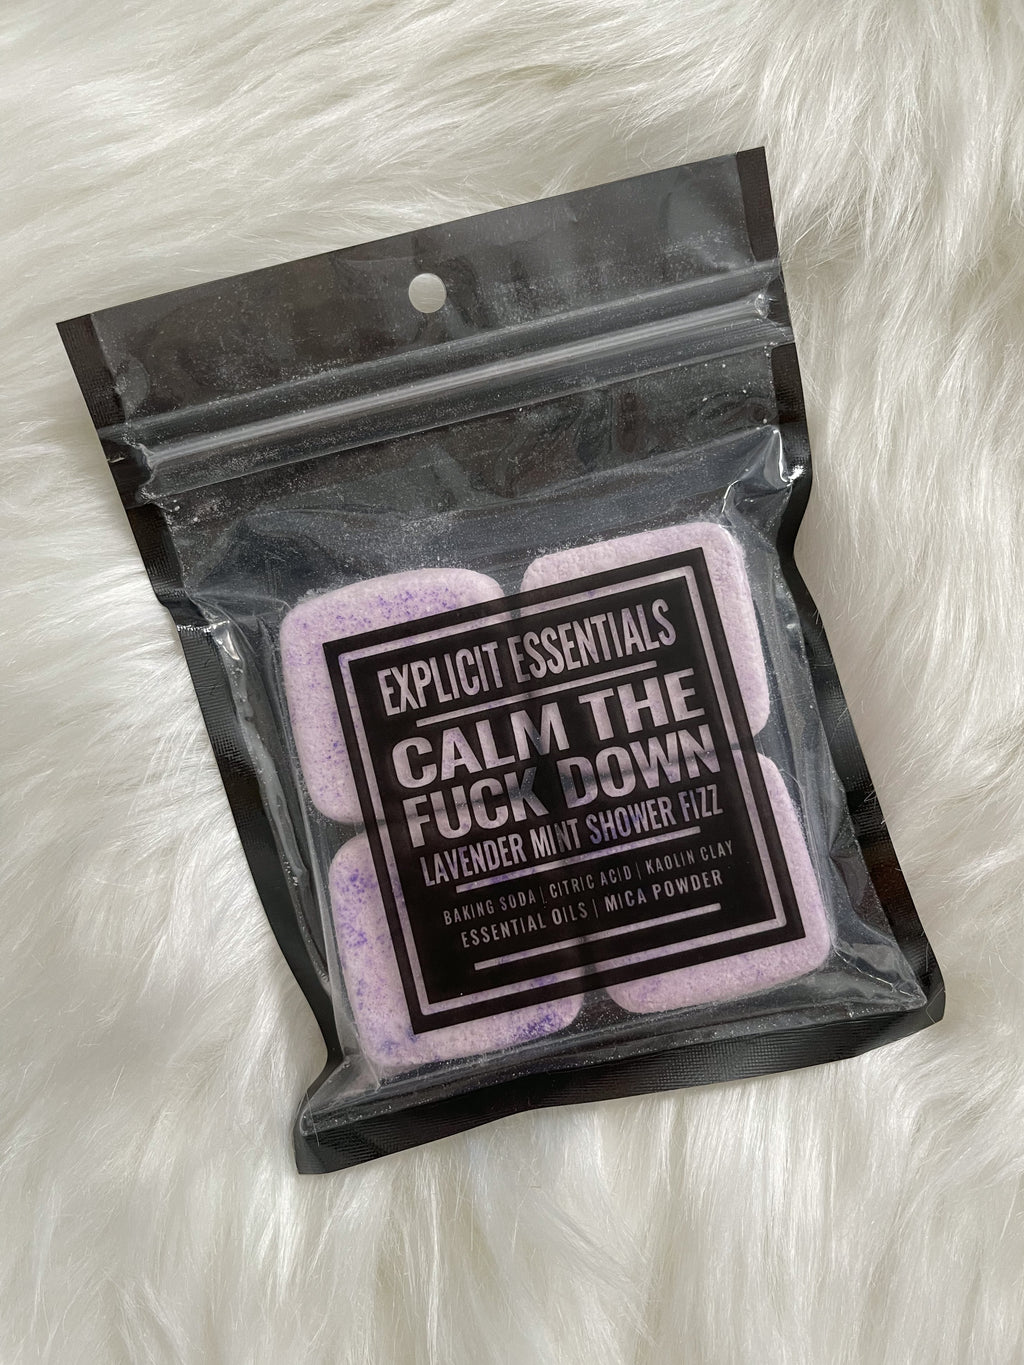 EXPLICIT ESSENTIALS
CALM THE
FUCK DOWN
LAVENDER MINT SHOWER FIZZ
BAKING SODA | CITRIC ACID | KAOLIN CLAY
ESSENTIAL OILS | MICA POWDER